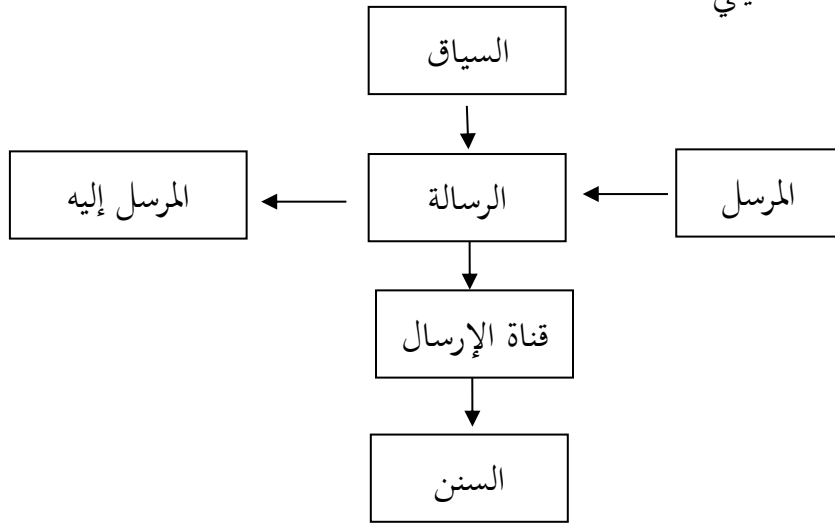 السياق
المرسل
الرسالة
المرسل إليه
قناة الإرسال
السنن